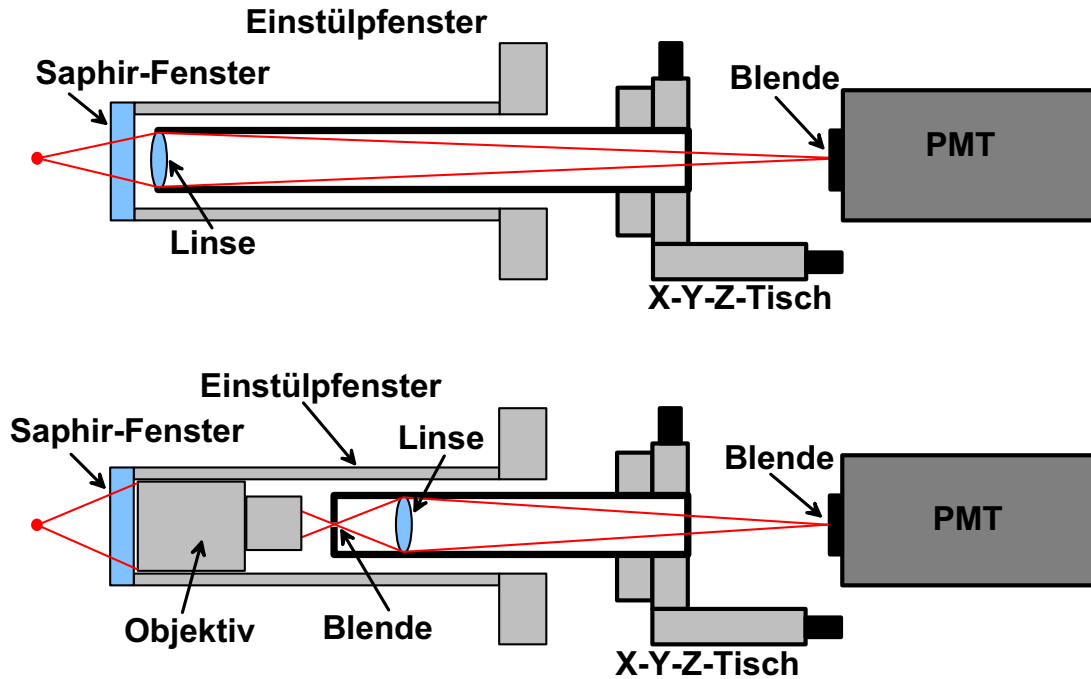 Einstülpfenster
Saphir-Fenster
Blende
PMT
Linse
X-Y-Z-Tisch
Einstülpfenster
Saphir-Fenster
Linse
Blende
PMT
Objektiv
Blende
X-Y-Z-Tisch